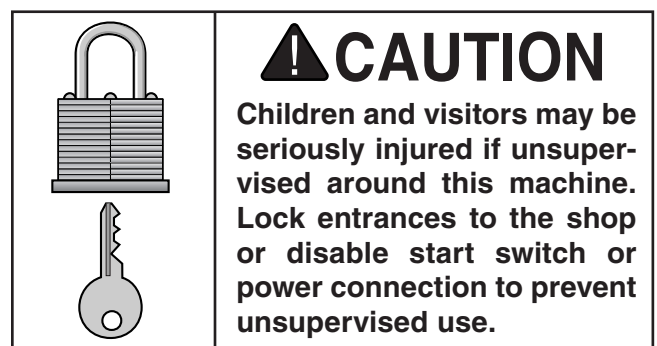 CAUTION
Children and visitors may be
seriously injured if unsuper-
vised around this machine.
Lock entrances to the shop
or disable start switch or
power connection to prevent
unsupervised use.